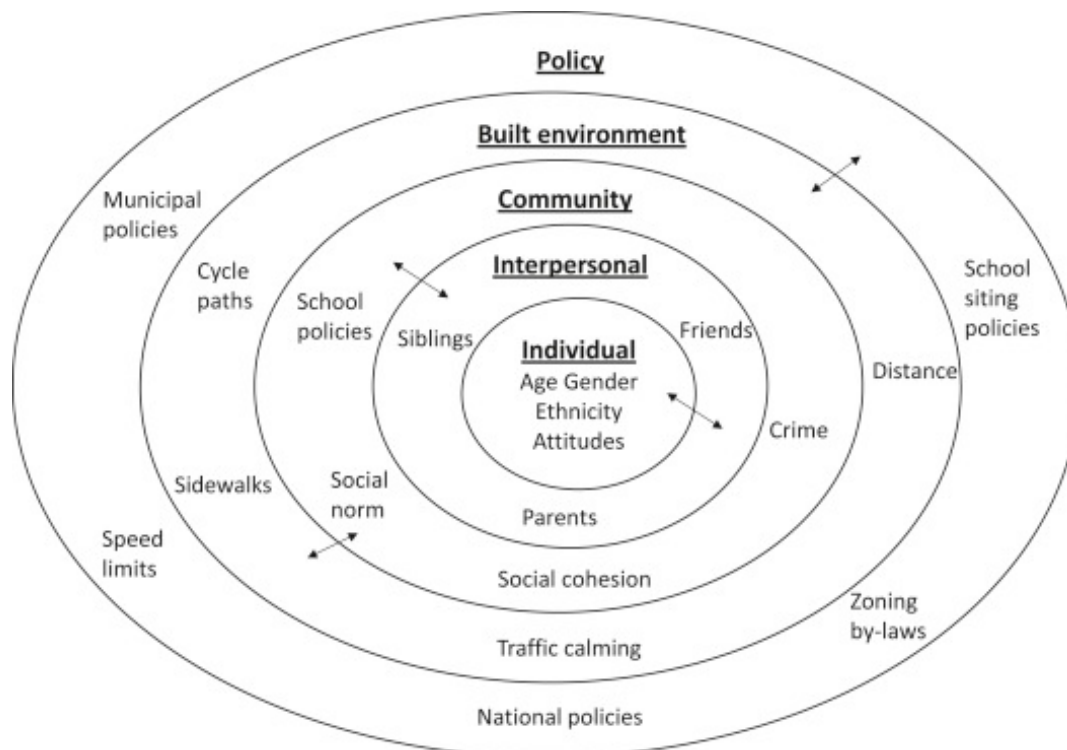 Policy
Built environment
Municipal
policies
Community
Cycle
paths
Interpersonal
School
siting
policies
School
policies
Siblings
Friends
Individual
Age Gender
Ethnicity
Attitudes
Distance
Crime
Sidewalks
Social
norm
Parents
Speed
limits
Social cohesion
Zoning
by-laws
Traffic calming
National policies